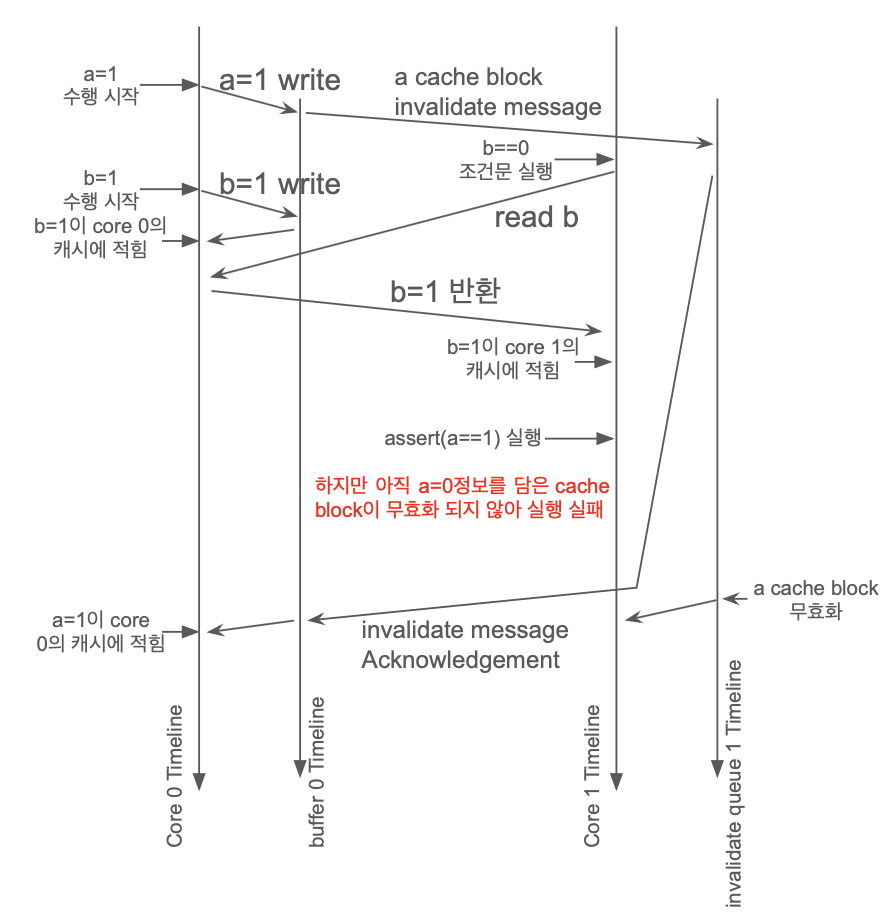 a=1
수행 시작
a=1 write
a cache block
invalidate message
b==0
조건문 실행
b=1
수행 시작
b=1 write
b=1이 core 0의
캐시에 적힘
read b
b=1 반환
b=1이 core 1의
캐시에 적힘
assert(a==1) 실행
하지만 아직 a=0정보를 담은 cache
block이 무효화 되지 않아 실행 실패
a cache block
무효화
a=1이 core
0의 캐시에 적힘
invalidate message
Acknowledgement
Core 0 Timeline
buffer 0 Timeline
Core 1 Timeline
invalidate queue 1 Timeline